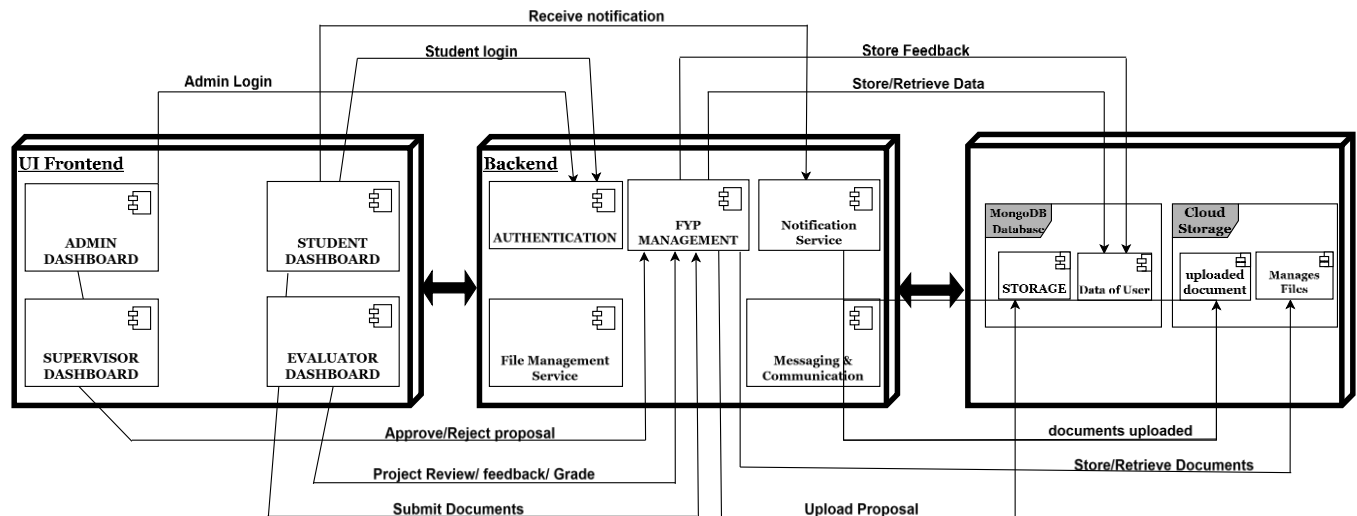 Receive notification
Student login
Store Feedback
Admin Login
Store/Retrieve Data
UI Frontend
Backend
ADMIN
DASHBOARD
STUDENT
DASHBOARD
AUTHENTICATION
FYP
MANAGEMENT
Notification
Service
MongoDB
Database
Cloud
Storage
STORAGE
Data of User
uploaded
document
Manages
Files
SUPERVISOR
DASHBOARD
EVALUATOR
DASHBOARD
File Management
Service
Messaging &
Communication
Approve/Reject proposal
documents uploaded
Project Review/ feedback/ Grade
Store/Retrieve Documents
Submit Documents
Upload Proposal